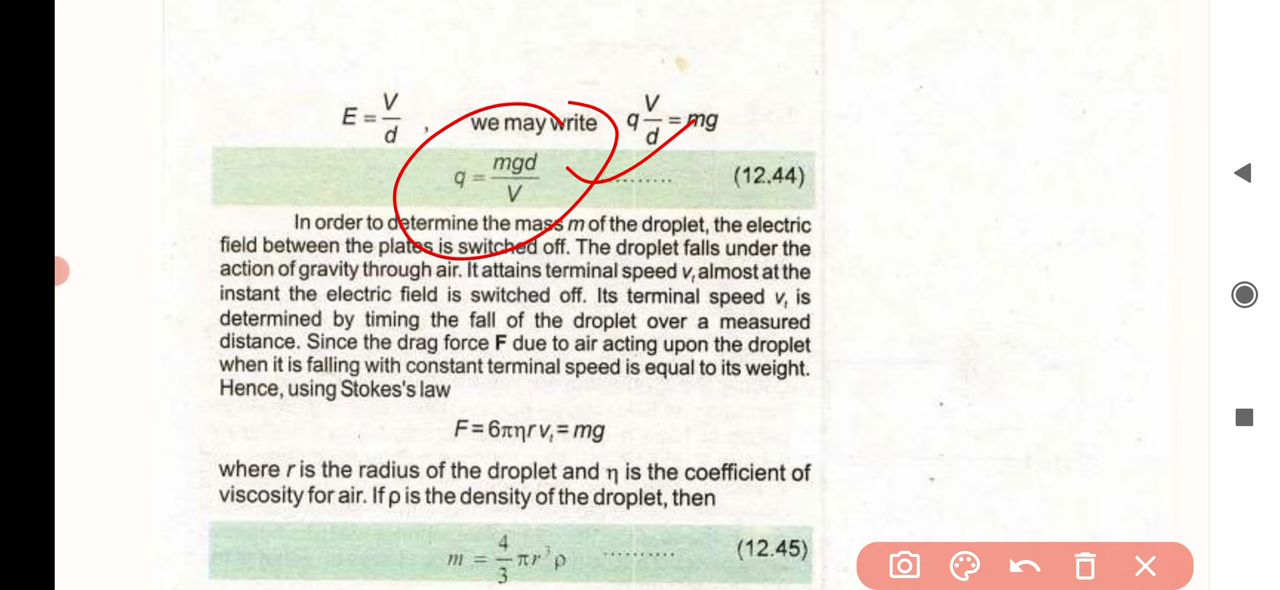 E = V/d , we may write q V/d = mg
q = mgd/V .......... (12.44)
In order to determine the mass m of the droplet, the electric
field between the plates is switched off. The droplet falls under the
action of gravity through air. It attains terminal speed vₜ almost at the
instant the electric field is switched off. Its terminal speed vₜ is
determined by timing the fall of the droplet over a measured
distance. Since the drag force F due to air acting upon the droplet
when it is falling with constant terminal speed is equal to its weight.
Hence, using Stokes's law
F = 6πηr vₜ = mg
where r is the radius of the droplet and η is the coefficient of
viscosity for air. If ρ is the density of the droplet, then
m = 4/3 πr³ρ .......... (12.45)